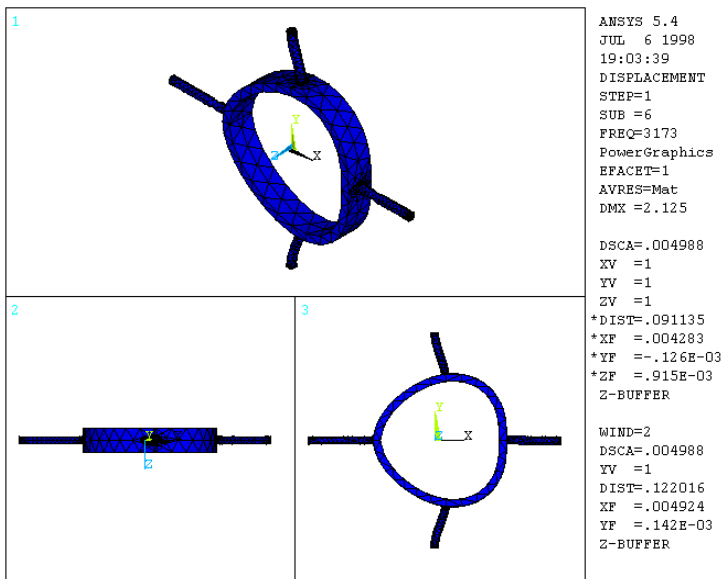 1
Y
Z
X
2
Y
Z
3
Y
Z
X
ANSYS 5.4
JUL  6 1998
19:03:39
DISPLACEMENT
STEP=1
SUB =6
FREQ=3173
PowerGraphics
EFACET=1
AVRES=Mat
DMX =2.125
DSCA=.004988
XV  =1
YV  =1
ZV  =1
*DIST=.091135
*XF  =.004283
*YF  =-.126E-03
*ZF  =.915E-03
Z-BUFFER
WIND=2
DSCA=.004988
YV  =1
DIST=.122016
XF  =.004924
YF  =.142E-03
Z-BUFFER